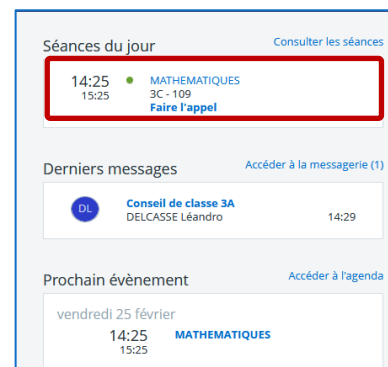 Séances du jour Consulter les séances
14:25 MATHEMATIQUES
15:25 3C - 109
Faire l'appel
Derniers messages Accéder à la messagerie (1)
DL Conseil de classe 3A
DELCASSE Léandro 14:29
Prochain évènement Accéder à l'agenda
vendredi 25 février
14:25 MATHEMATIQUES
15:25